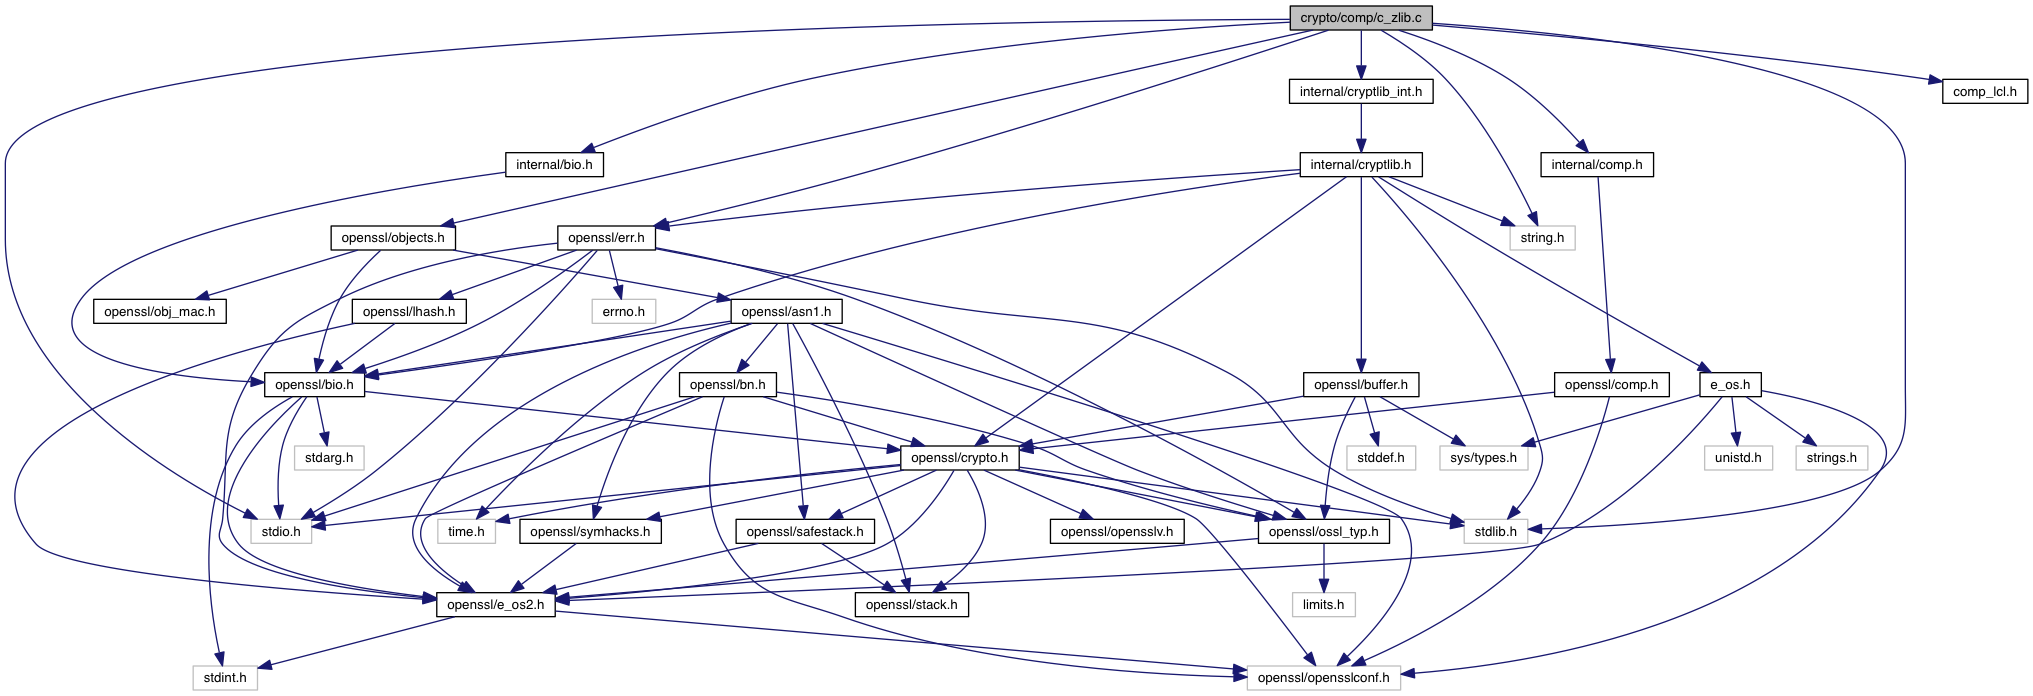 crypto/comp/c_zlib.c
internal/cryptlib_int.h
comp_lcl.h
internal/bio.h
internal/cryptlib.h
internal/comp.h
openssl/objects.h
openssl/err.h
string.h
openssl/obj_mac.h
openssl/lhash.h
errno.h
openssl/asn1.h
openssl/bio.h
openssl/bn.h
openssl/buffer.h
openssl/comp.h
e_os.h
stdarg.h
openssl/crypto.h
stddef.h
sys/types.h
unistd.h
strings.h
stdio.h
time.h
openssl/symhacks.h
openssl/safestack.h
openssl/opensslv.h
openssl/ossl_typ.h
stdlib.h
openssl/e_os2.h
openssl/stack.h
limits.h
stdint.h
openssl/opensslconf.h